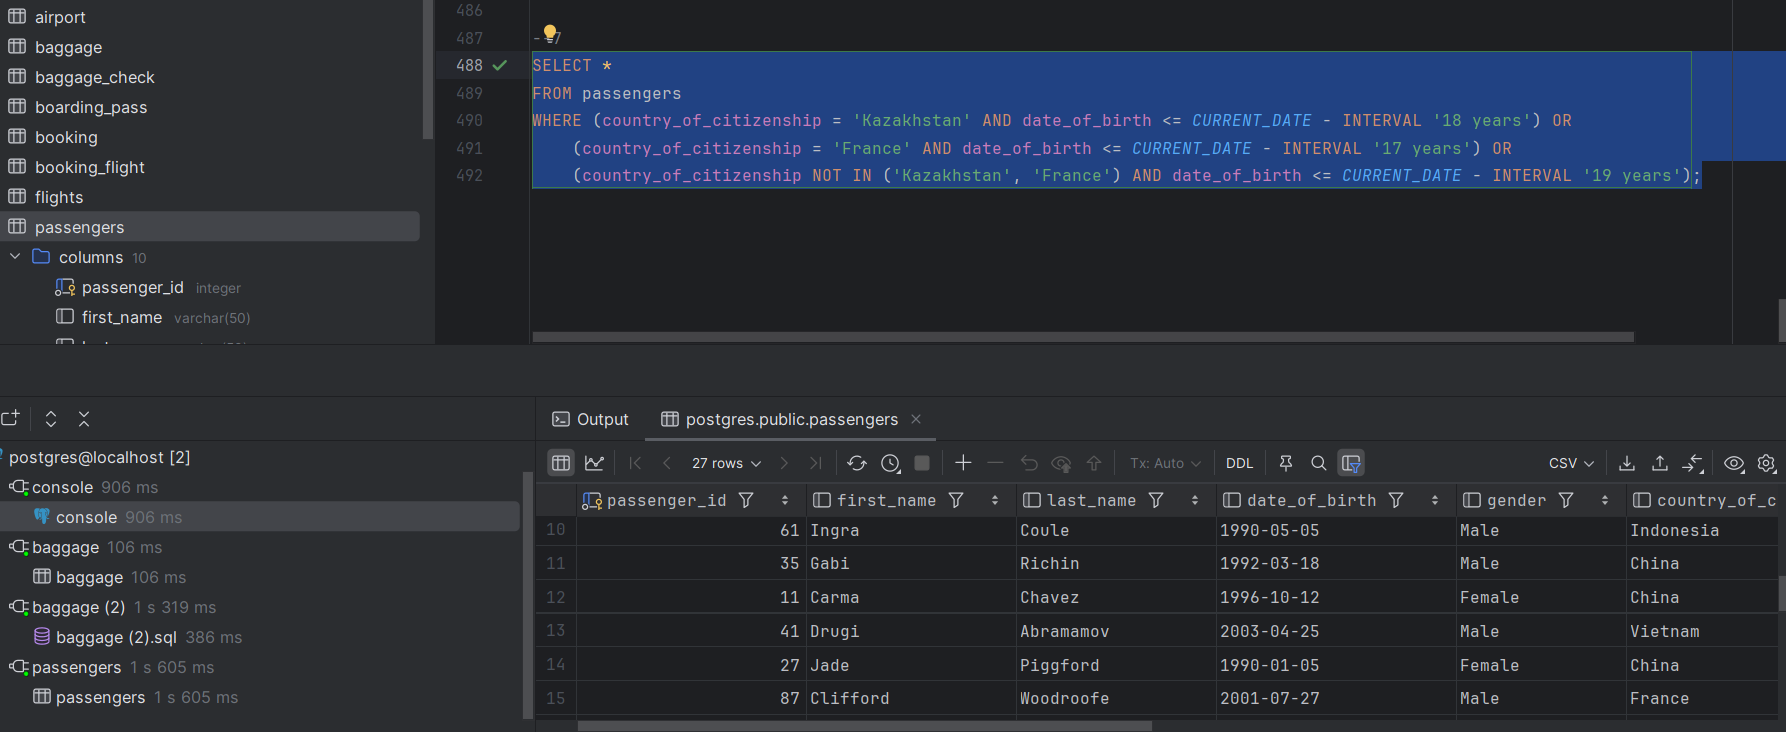 airport
baggage
baggage_check
boarding_pass
booking
booking_flight
flights
passengers
columns 10
passenger_id integer
first_name varchar(50)
486
487 --7
488 SELECT *
489 FROM passengers
490 WHERE (country_of_citizenship = 'Kazakhstan' AND date_of_birth <= CURRENT_DATE - INTERVAL '18 years') OR
491 (country_of_citizenship = 'France' AND date_of_birth <= CURRENT_DATE - INTERVAL '17 years') OR
492 (country_of_citizenship NOT IN ('Kazakhstan', 'France') AND date_of_birth <= CURRENT_DATE - INTERVAL '19 years');
postgres@localhost [2]
console 906 ms
console 906 ms
baggage 106 ms
baggage 106 ms
baggage (2) 1 s 319 ms
baggage (2).sql 386 ms
passengers 1 s 605 ms
passengers 1 s 605 ms
Output postgres.public.passengers
27 rows Tx: Auto DDL CSV
passenger_id first_name last_name date_of_birth gender country_of_c
10 61 Ingra Coule 1990-05-05 Male Indonesia
11 35 Gabi Richin 1992-03-18 Male China
12 11 Carma Chavez 1996-10-12 Female China
13 41 Drugi Abramamov 2003-04-25 Male Vietnam
14 27 Jade Piggford 1990-01-05 Female China
15 87 Clifford Woodroofe 2001-07-27 Male France